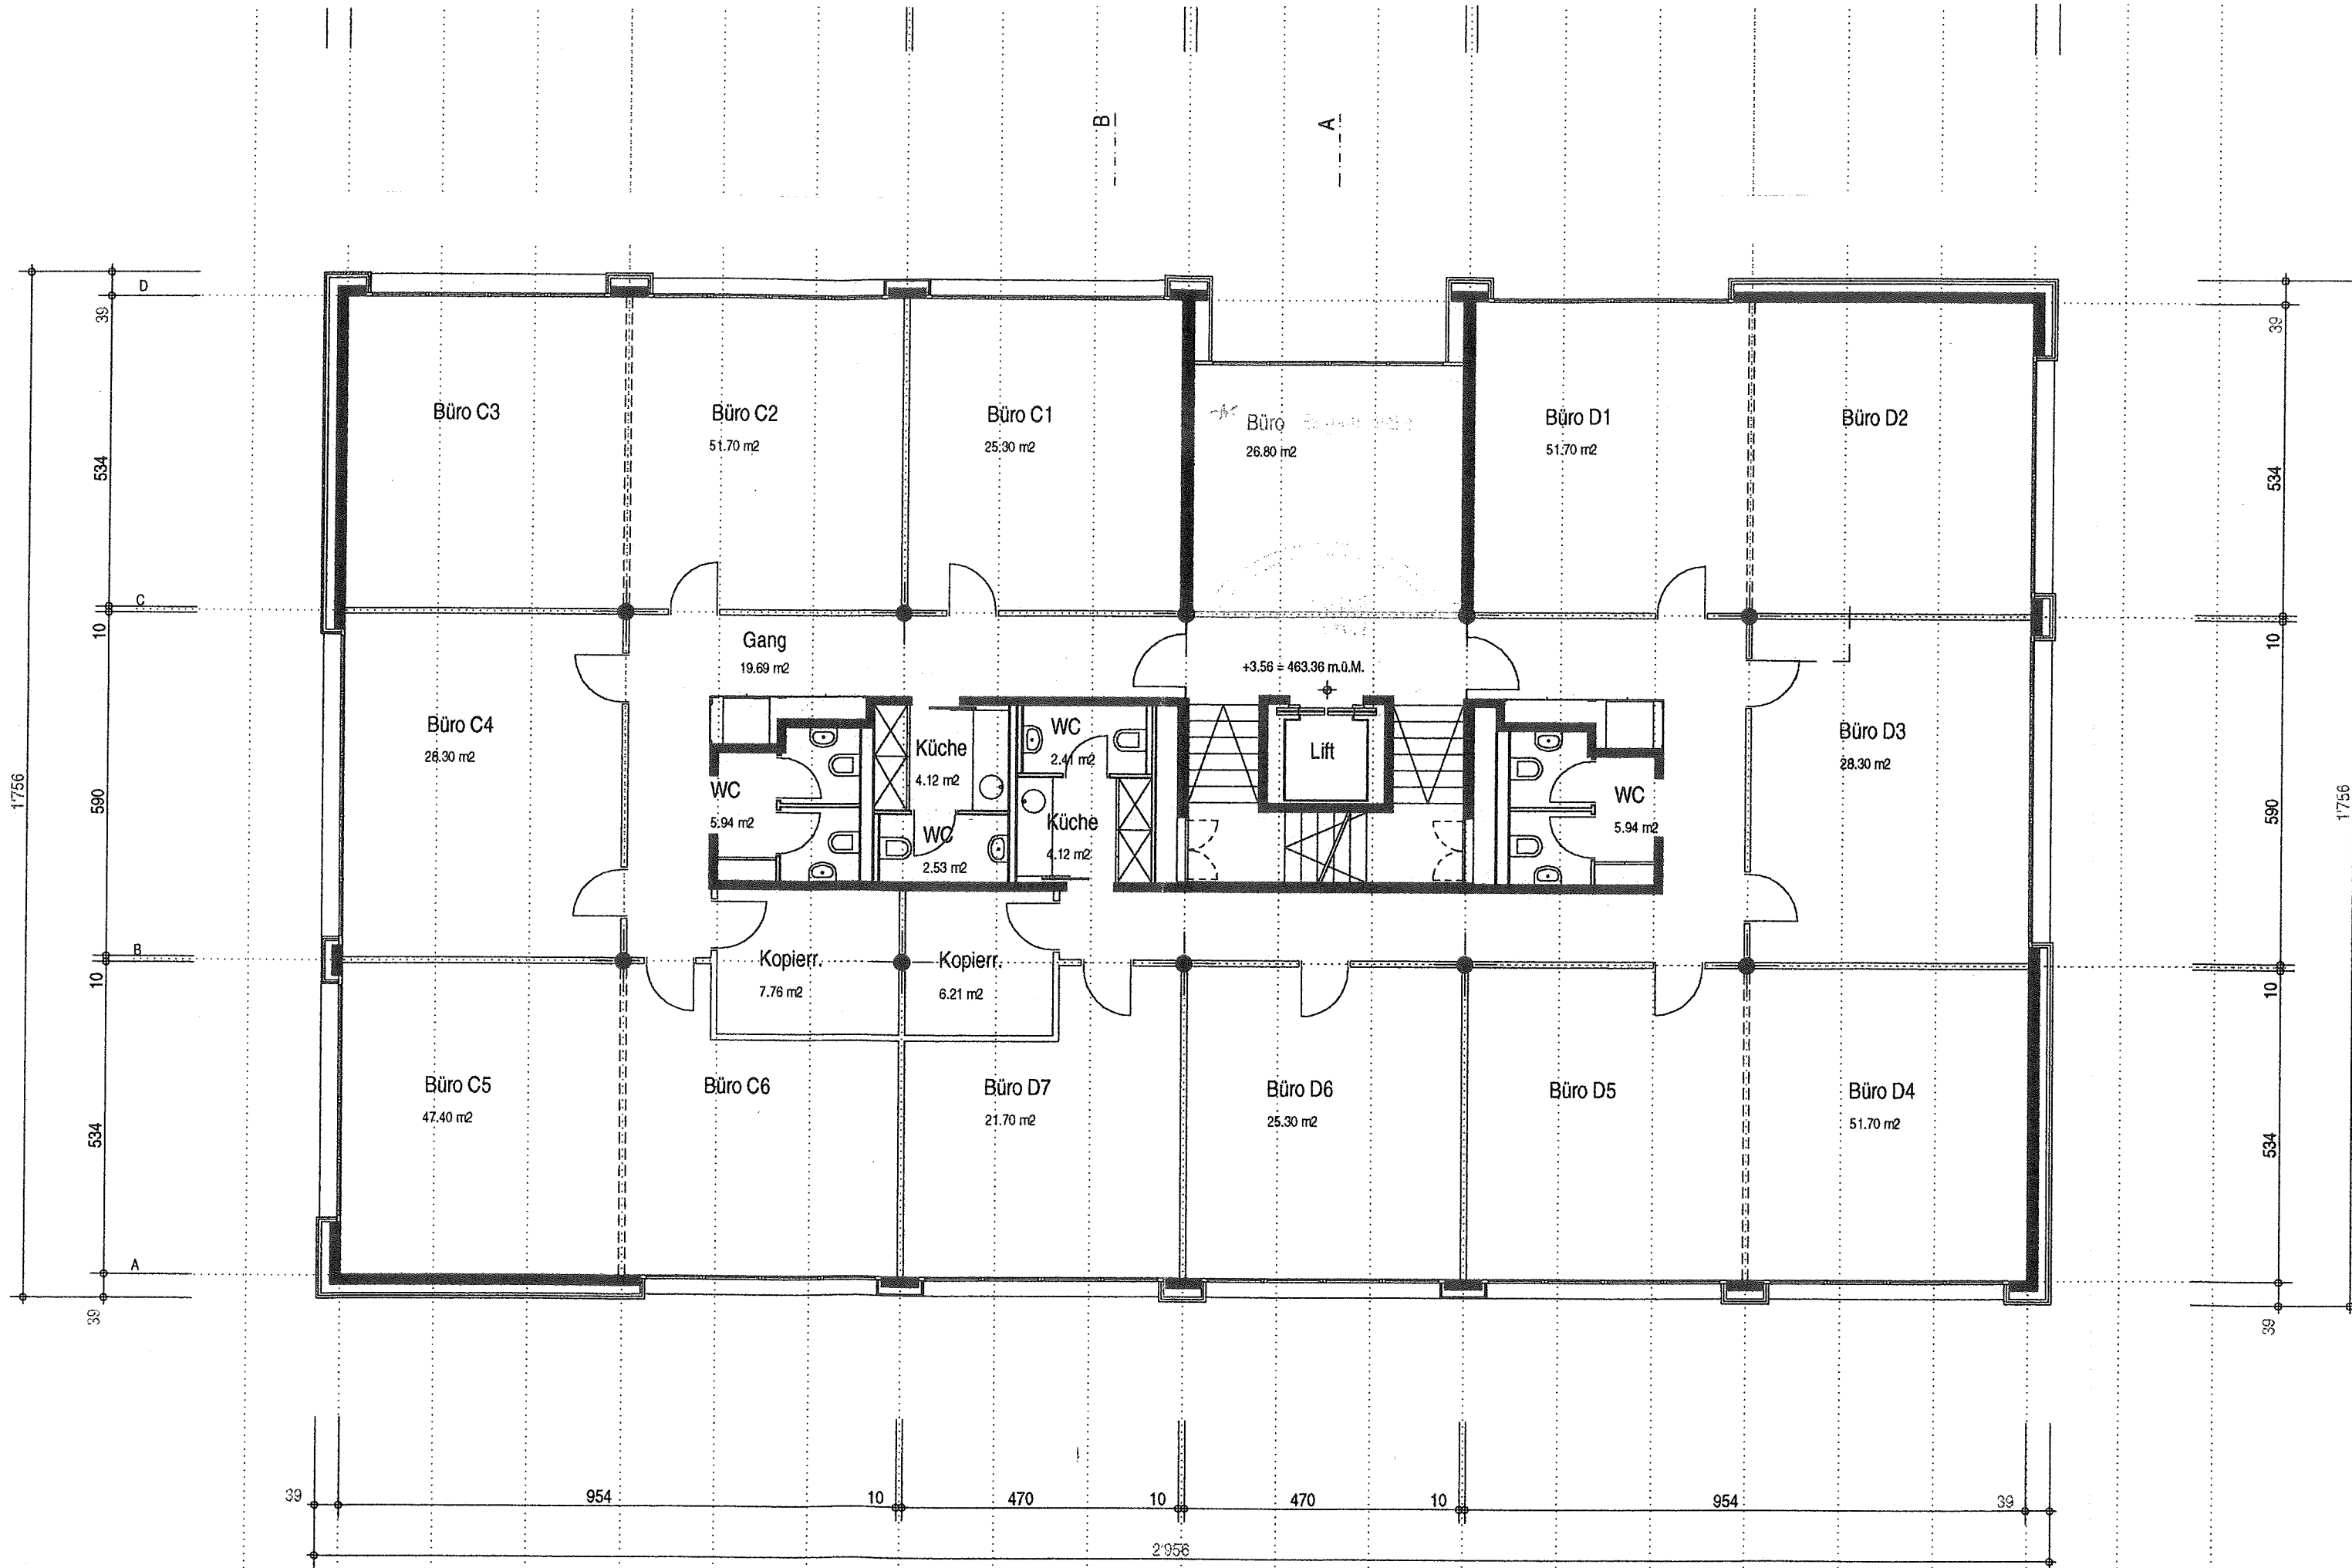 B
A
D
39
39
Büro C3
Büro C2
51.70 m2
Büro C1
25.30 m2
Büro
26.80 m2
Büro D1
51.70 m2
Büro D2
534
534
C
10
10
Gang
19.69 m2
+3.56 = 463.36 m.ü.M.
Büro C4
28.30 m2
WC
5.94 m2
Küche
4.12 m2
WC
2.41 m2
WC
2.53 m2
Küche
4.12 m2
Lift
WC
5.94 m2
Büro D3
28.30 m2
1'756
590
590
1'756
B
10
10
Kopierr.
7.76 m2
Kopierr.
6.21 m2
Büro C5
47.40 m2
Büro C6
Büro D7
21.70 m2
Büro D6
25.30 m2
Büro D5
Büro D4
51.70 m2
534
534
A
39
39
39
954
10
470
10
470
10
954
39
2'956